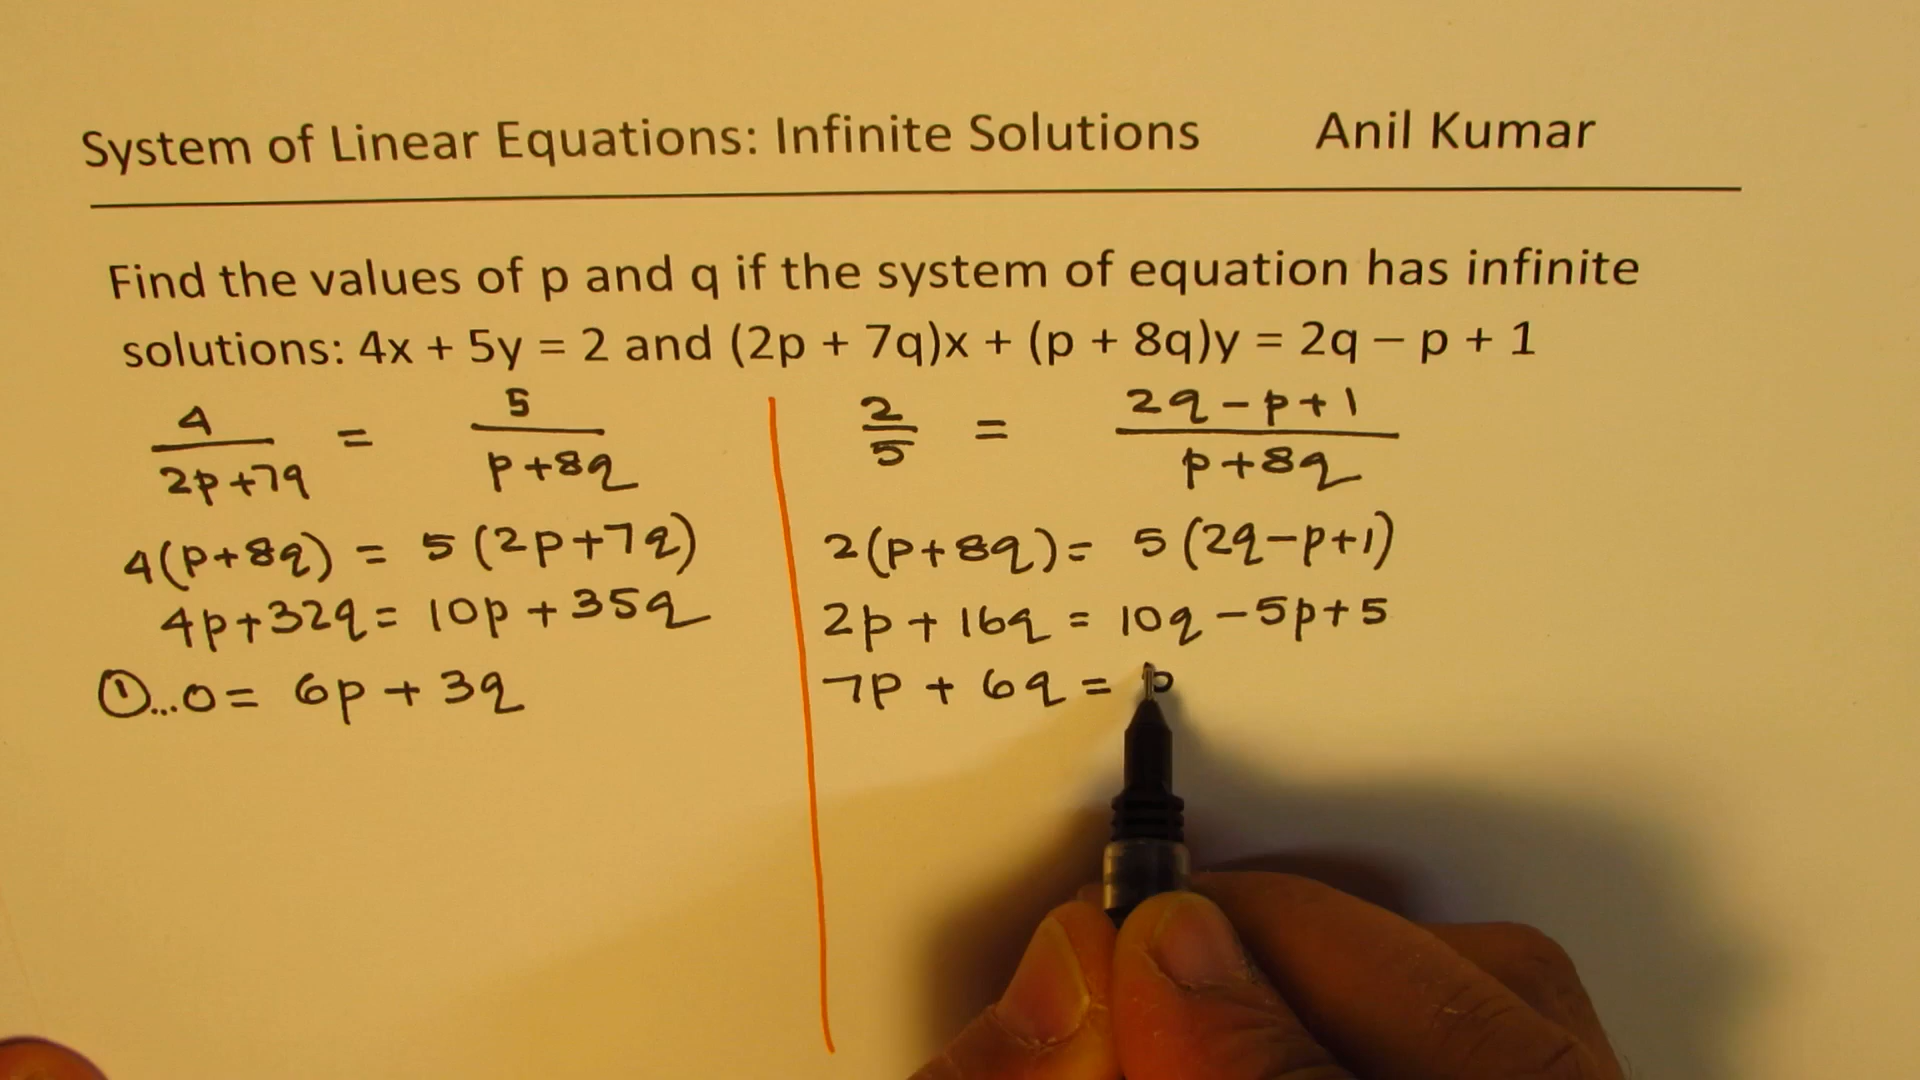 System of Linear Equations: Infinite Solutions Anil Kumar
Find the values of p and q if the system of equation has infinite
solutions: 4x + 5y = 2 and (2p + 7q)x + (p + 8q)y = 2q – p + 1
4/(2p+7q) = 5/(p+8q)
4(p+8q) = 5(2p+7q)
4p+32q = 10p+35q
①...0 = 6p+3q
2/5 = (2q-p+1)/(p+8q)
2(p+8q) = 5(2q-p+1)
2p+16q = 10q-5p+5
7p+6q =